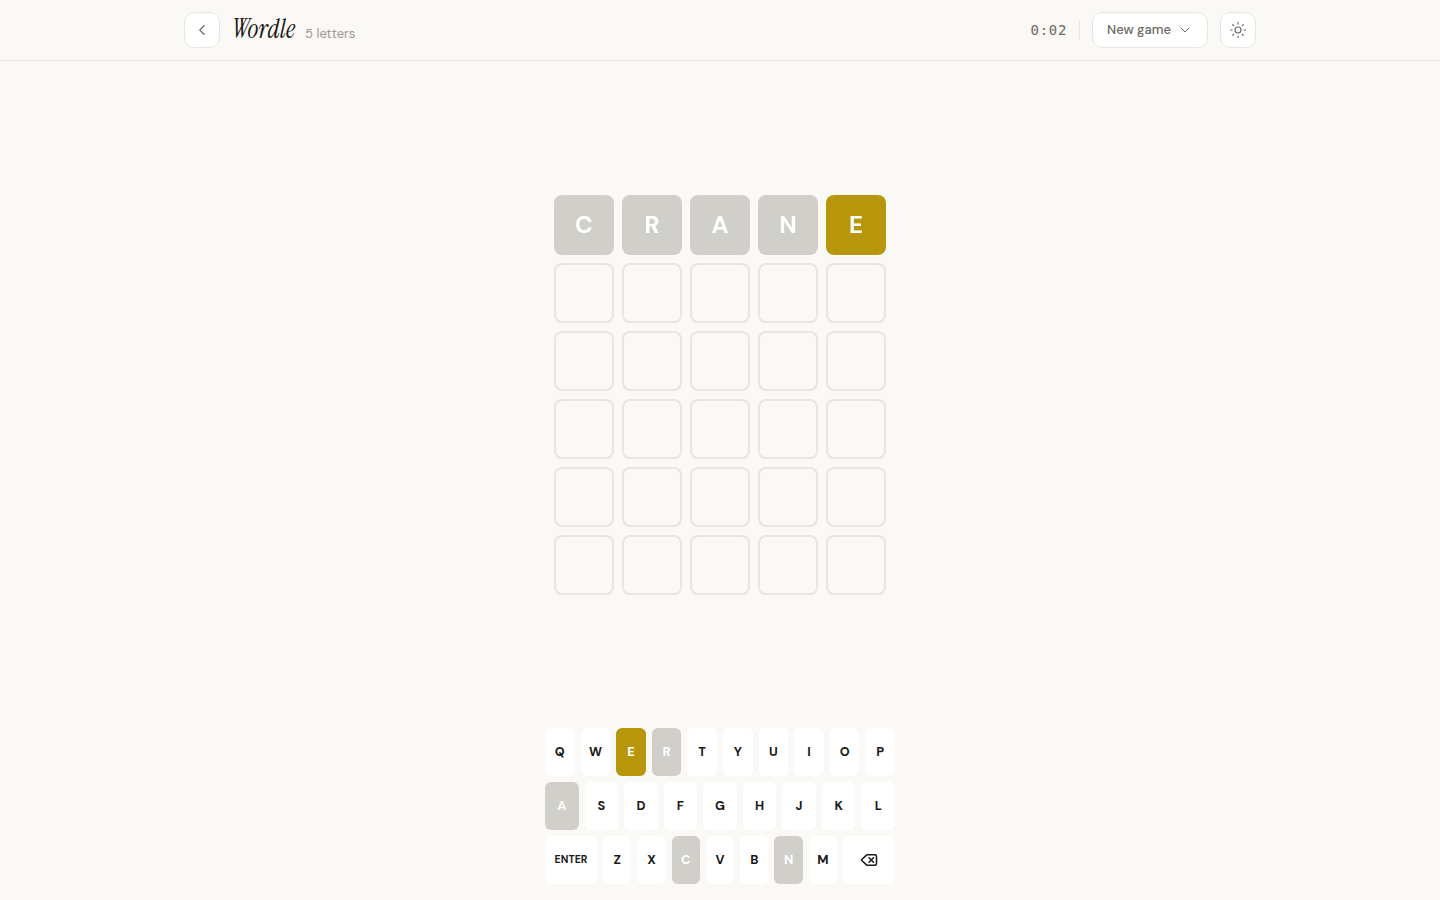 Wordle 5 letters 0:02 New game
C R A N E
Q W E R T Y U I O P
A S D F G H J K L
ENTER Z X C V B N M